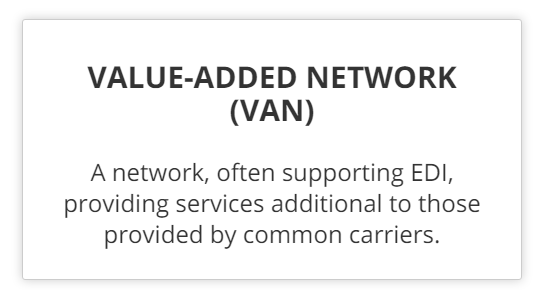 VALUE-ADDED NETWORK
(VAN)
A network, often supporting EDI,
providing services additional to those
provided by common carriers.